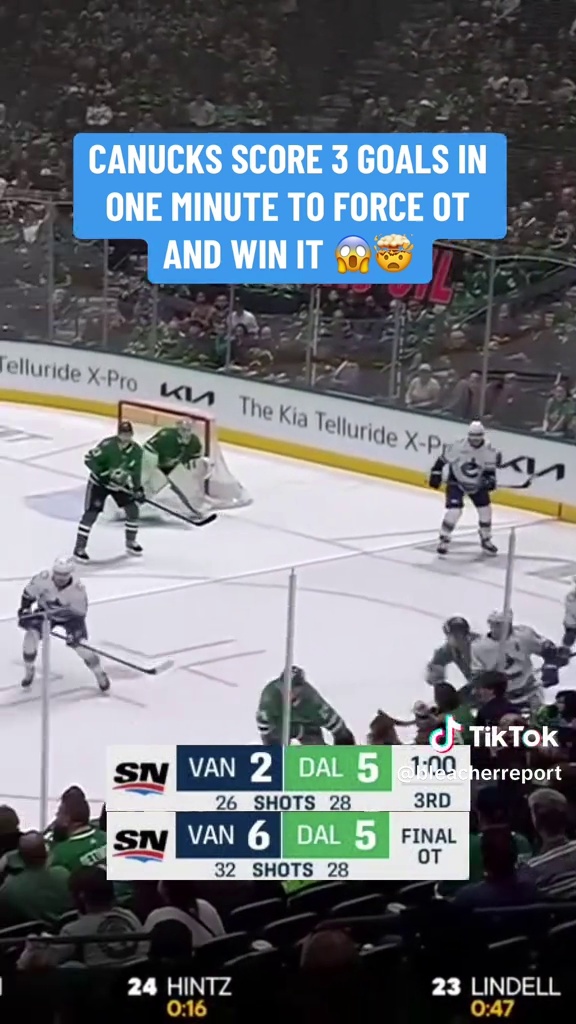 CANUCKS SCORE 3 GOALS IN
ONE MINUTE TO FORCE OT
AND WIN IT 😱🤯
OIL
Telluride X-Pro
KIA
The Kia Telluride X-P
KIA
TikTok
@bleacherreport
SN
VAN 2
DAL 5
1:00
26 SHOTS 28
3RD
SN
VAN 6
DAL 5
FINAL
OT
32 SHOTS 28
24 HINTZ
0:16
23 LINDELL
0:47